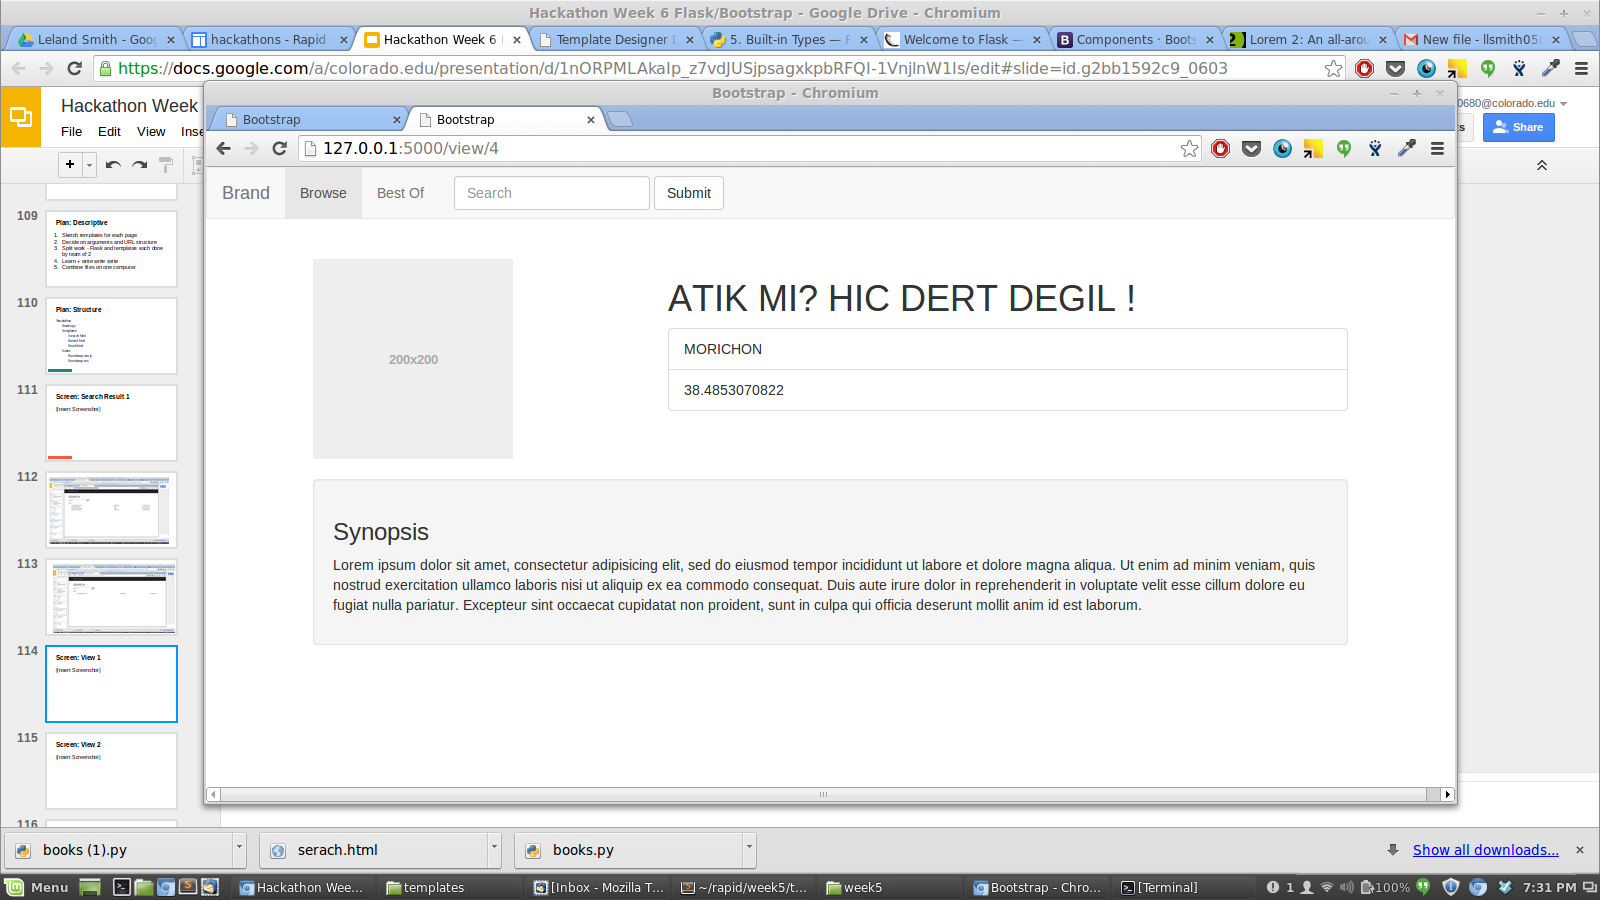 Hackathon Week 6 Flask/Bootstrap - Google Drive - Chromium
Leland Smith - Goo
hackathons - Rapid
Hackathon Week 6
Template Designer
5. Built-in Types —
Welcome to Flask —
Components · Boots
Lorem 2: An all-arou
New file - llsmith05
https://docs.google.com/a/colorado.edu/presentation/d/1nORPMLAkaIp_z7vdJUSjpsagxkpbRFQI-1VnjlnW1Is/edit#slide=id.g2bb1592c9_0603
Hackathon Week
0680@colorado.edu
File Edit View Inse
Share
Bootstrap - Chromium
Bootstrap
Bootstrap
127.0.0.1:5000/view/4
Brand
Browse
Best Of
Search
Submit
200x200
ATIK MI? HIC DERT DEGIL !
MORICHON
38.4853070822
Synopsis
Lorem ipsum dolor sit amet, consectetur adipisicing elit, sed do eiusmod tempor incididunt ut labore et dolore magna aliqua. Ut enim ad minim veniam, quis
nostrud exercitation ullamco laboris nisi ut aliquip ex ea commodo consequat. Duis aute irure dolor in reprehenderit in voluptate velit esse cillum dolore eu
fugiat nulla pariatur. Excepteur sint occaecat cupidatat non proident, sunt in culpa qui officia deserunt mollit anim id est laborum.
109
Plan: Descriptive
1. Sketch templates for each page
2. Decide on arguments and URL structure
3. Split work - Flask and templates each done
by team of 2
4. Learn + write write write
5. Combine files on one computer
110
Plan: Structure
111
Screen: Search Result 1
[Insert Screenshot]
112
113
114
Screen: View 1
[Insert Screenshot]
115
Screen: View 2
[Insert Screenshot]
116
books (1).py
serach.html
books.py
Show all downloads...
Menu
Hackathon Wee...
templates
[Inbox - Mozilla T...
~/rapid/week5/t...
week5
Bootstrap - Chro...
[Terminal]
1
100%
7:31 PM